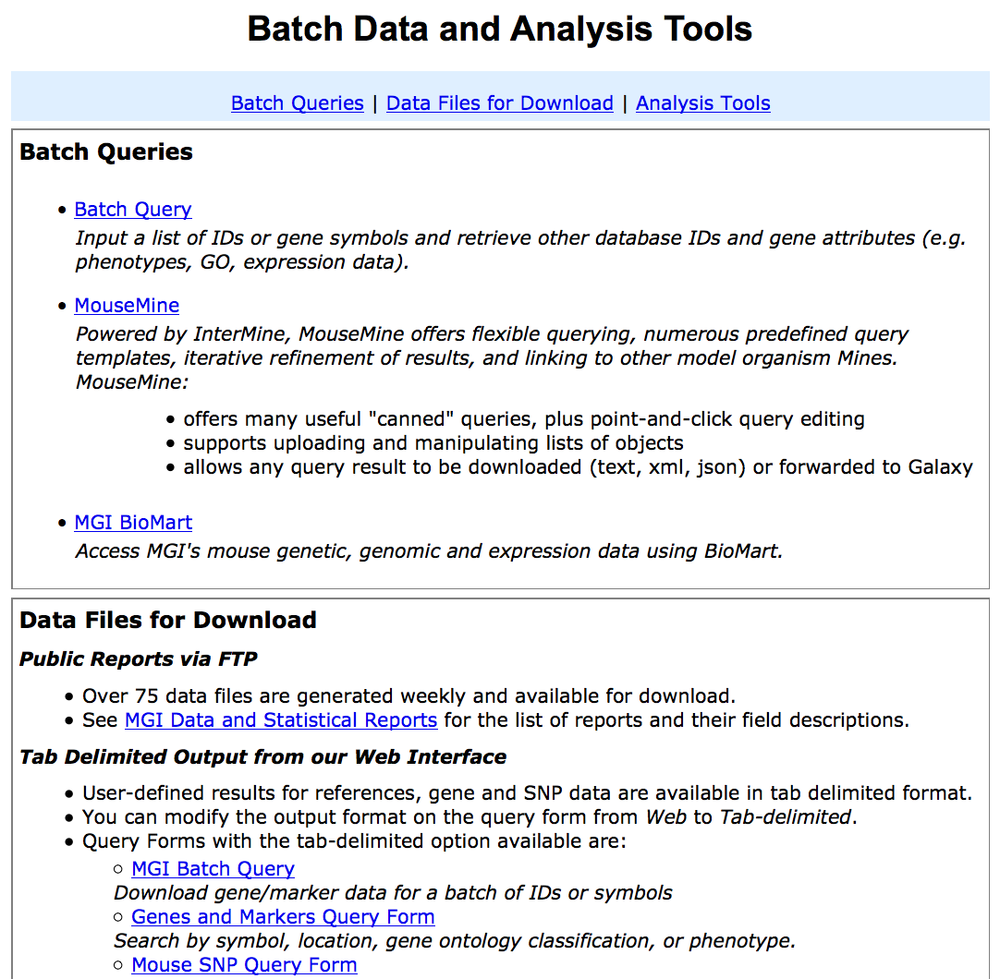 Batch Data and Analysis Tools
Batch Queries | Data Files for Download | Analysis Tools
Batch Queries
• Batch Query
Input a list of IDs or gene symbols and retrieve other database IDs and gene attributes (e.g.
phenotypes, GO, expression data).
• MouseMine
Powered by InterMine, MouseMine offers flexible querying, numerous predefined query
templates, iterative refinement of results, and linking to other model organism Mines.
MouseMine:
• offers many useful "canned" queries, plus point-and-click query editing
• supports uploading and manipulating lists of objects
• allows any query result to be downloaded (text, xml, json) or forwarded to Galaxy
• MGI BioMart
Access MGI's mouse genetic, genomic and expression data using BioMart.
Data Files for Download
Public Reports via FTP
• Over 75 data files are generated weekly and available for download.
• See MGI Data and Statistical Reports for the list of reports and their field descriptions.
Tab Delimited Output from our Web Interface
• User-defined results for references, gene and SNP data are available in tab delimited format.
• You can modify the output format on the query form from Web to Tab-delimited.
• Query Forms with the tab-delimited option available are:
○ MGI Batch Query
Download gene/marker data for a batch of IDs or symbols
○ Genes and Markers Query Form
Search by symbol, location, gene ontology classification, or phenotype.
○ Mouse SNP Query Form